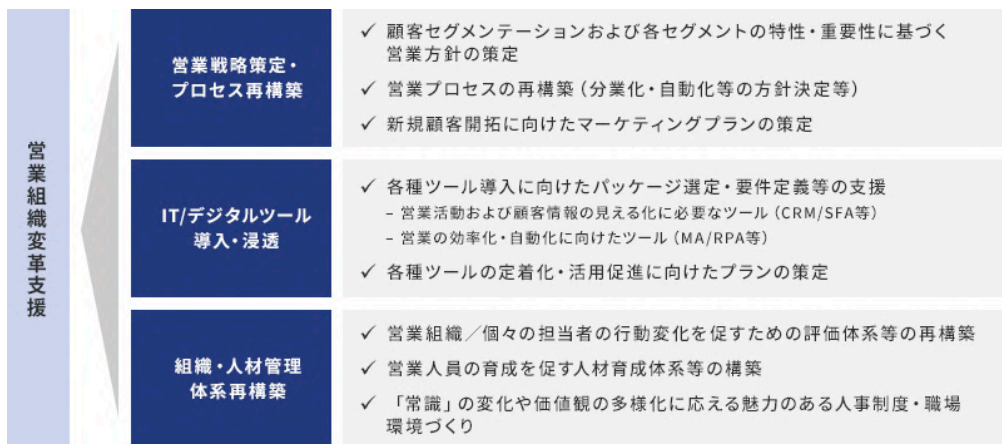 営業組織変革支援
営業戦略策定・
プロセス再構築
✓ 顧客セグメンテーションおよび各セグメントの特性・重要性に基づく
営業方針の策定
✓ 営業プロセスの再構築（分業化・自動化等の方針決定等）
✓ 新規顧客開拓に向けたマーケティングプランの策定
IT/デジタルツール
導入・浸透
✓ 各種ツール導入に向けたパッケージ選定・要件定義等の支援
– 営業活動および顧客情報の見える化に必要なツール（CRM/SFA等）
– 営業の効率化・自動化に向けたツール（MA/RPA等）
✓ 各種ツールの定着化・活用促進に向けたプランの策定
組織・人材管理
体系再構築
✓ 営業組織／個々の担当者の行動変化を促すための評価体系等の再構築
✓ 営業人員の育成を促す人材育成体系等の構築
✓ 「常識」の変化や価値観の多様化に応える魅力のある人事制度・職場
環境づくり